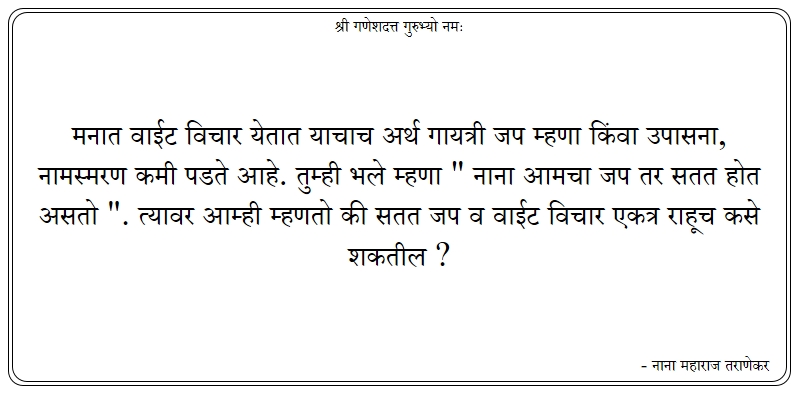 श्री गणेशदत्त गुरुभ्यो नमः
मनात वाईट विचार येतात याचाच अर्थ गायत्री जप म्हणा किंवा उपासना,
नामस्मरण कमी पडते आहे. तुम्ही भले म्हणा " नाना आमचा जप तर सतत होत
असतो ". त्यावर आम्ही म्हणतो की सतत जप व वाईट विचार एकत्र राहूच कसे
शकतील ?
- नाना महाराज तराणेकर